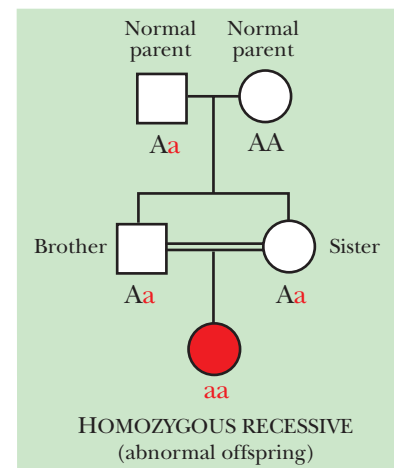 Normal parent Normal parent
Aa AA
Brother Sister
Aa Aa
aa
HOMOZYGOUS RECESSIVE
(abnormal offspring)